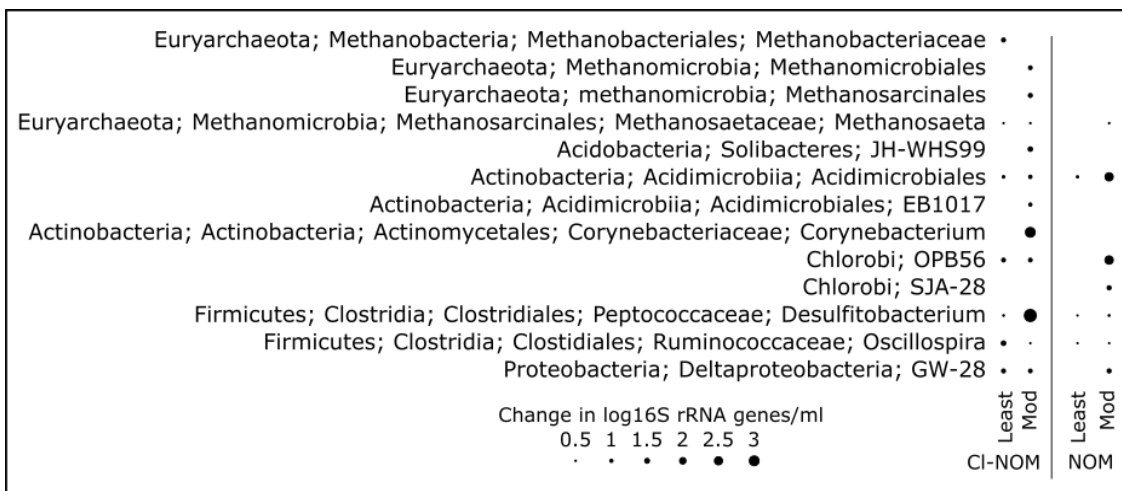 Euryarchaeota; Methanobacteria; Methanobacteriales; Methanobacteriaceae
Euryarchaeota; Methanomicrobia; Methanomicrobiales
Euryarchaeota; methanomicrobia; Methanosarcinales
Euryarchaeota; Methanomicrobia; Methanosarcinales; Methanosaetaceae; Methanosaeta
Acidobacteria; Solibacteres; JH-WHS99
Actinobacteria; Acidimicrobiia; Acidimicrobiales
Actinobacteria; Acidimicrobiia; Acidimicrobiales; EB1017
Actinobacteria; Actinobacteria; Actinomycetales; Corynebacteriaceae; Corynebacterium
Chlorobi; OPB56
Chlorobi; SJA-28
Firmicutes; Clostridia; Clostridiales; Peptococcaceae; Desulfitobacterium
Firmicutes; Clostridia; Clostidiales; Ruminococcaceae; Oscillospira
Proteobacteria; Deltaproteobacteria; GW-28
Least Mod Least Mod
Change in log16S rRNA genes/ml
0.5 1 1.5 2 2.5 3
Cl-NOM NOM